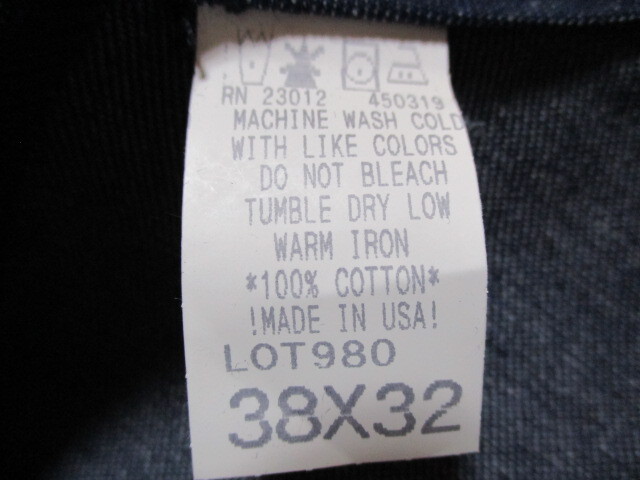 RN 23012 450319
MACHINE WASH COLD
WITH LIKE COLORS
DO NOT BLEACH
TUMBLE DRY LOW
WARM IRON
*100% COTTON*
!MADE IN USA!
LOT980
38X32